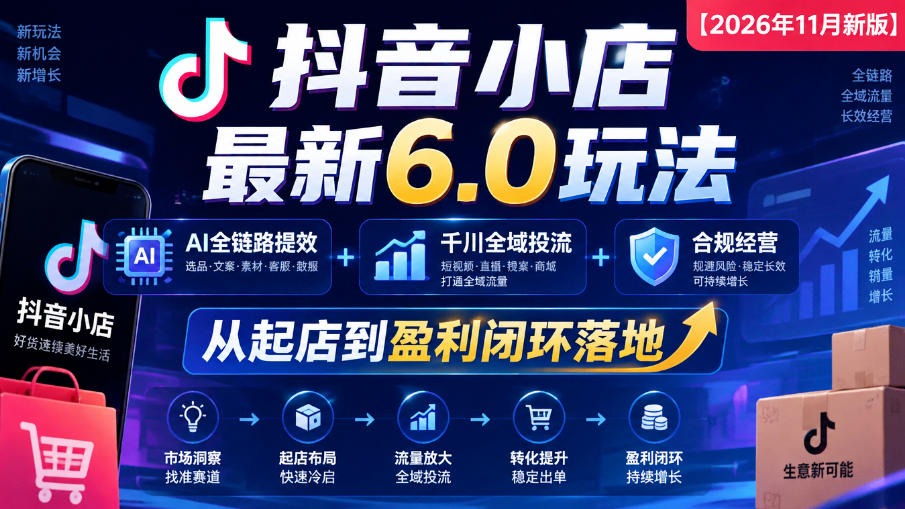 新玩法
新机会
新增长
【2026年11月新版】
抖音小店
最新6.0玩法
全链路
全域流量
长效经营
AI
AI全链路提效
选品·文案·素材·客服·数据
+
千川全域投流
短视频·直播·搜索·商城
打通全域流量
+
合规经营
规避风险·稳定长效
可持续增长
流量
转化
销量
增长
抖音小店
好货连接美好生活
从起店到盈利闭环落地
市场洞察
找准赛道
起店布局
快速冷启
流量放大
全域投流
转化提升
稳定出单
盈利闭环
持续增长
生意新可能